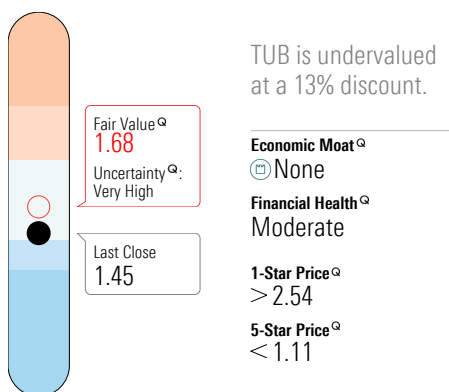 TUB is undervalued
at a 13% discount.
Fair Value Q
1.68
Uncertainty Q:
Very High
Last Close
1.45
Economic Moat Q
None
Financial Health Q
Moderate
1-Star Price Q
>2.54
5-Star Price Q
<1.11